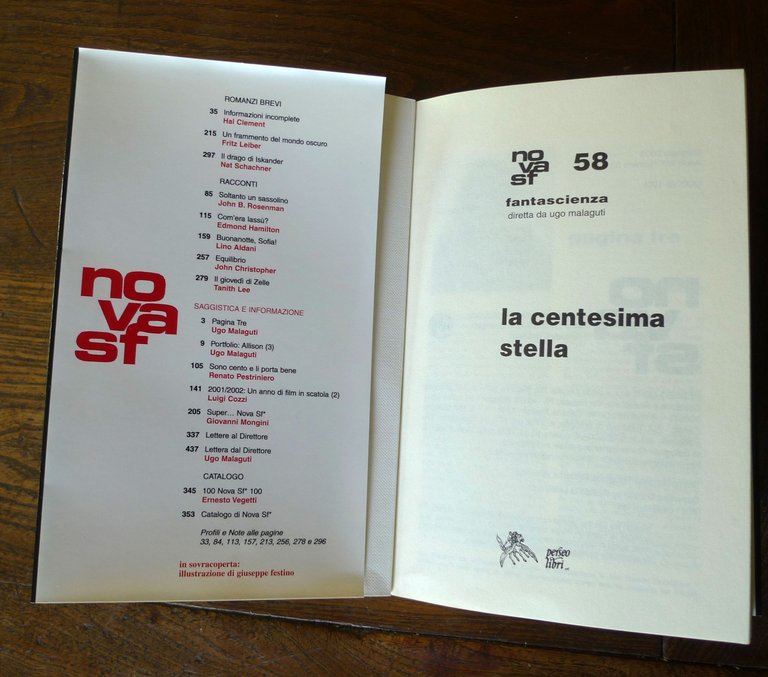 no
va
sf
ROMANZI BREVI
35 Informazioni incomplete
Hal Clement
215 Un frammento del mondo oscuro
Fritz Leiber
297 Il drago di Iskander
Nat Schachner
RACCONTI
85 Soltanto un sassolino
John B. Rosenman
115 Com'era lassù?
Edmond Hamilton
159 Buonanotte, Sofia!
Lino Aldani
257 Equilibrio
John Christopher
279 Il giovedì di Zelle
Tanith Lee
SAGGISTICA E INFORMAZIONE
3 Pagina Tre
Ugo Malaguti
9 Portfolio: Allison (3)
Ugo Malaguti
105 Sono cento e li porta bene
Renato Pestriniero
141 2001/2002: Un anno di film in scatola (2)
Luigi Cozzi
205 Super... Nova Sf*
Giovanni Mongini
337 Lettere al Direttore
437 Lettera dal Direttore
Ugo Malaguti
CATALOGO
345 100 Nova Sf* 100
Ernesto Vegetti
353 Catalogo di Nova Sf*
Profili e Note alle pagine
33, 84, 113, 157, 213, 256, 278 e 296
in sovracoperta:
illustrazione di giuseppe festino
no
va
sf 58
fantascienza
diretta da ugo malaguti
la centesima
stella
perseo
libri